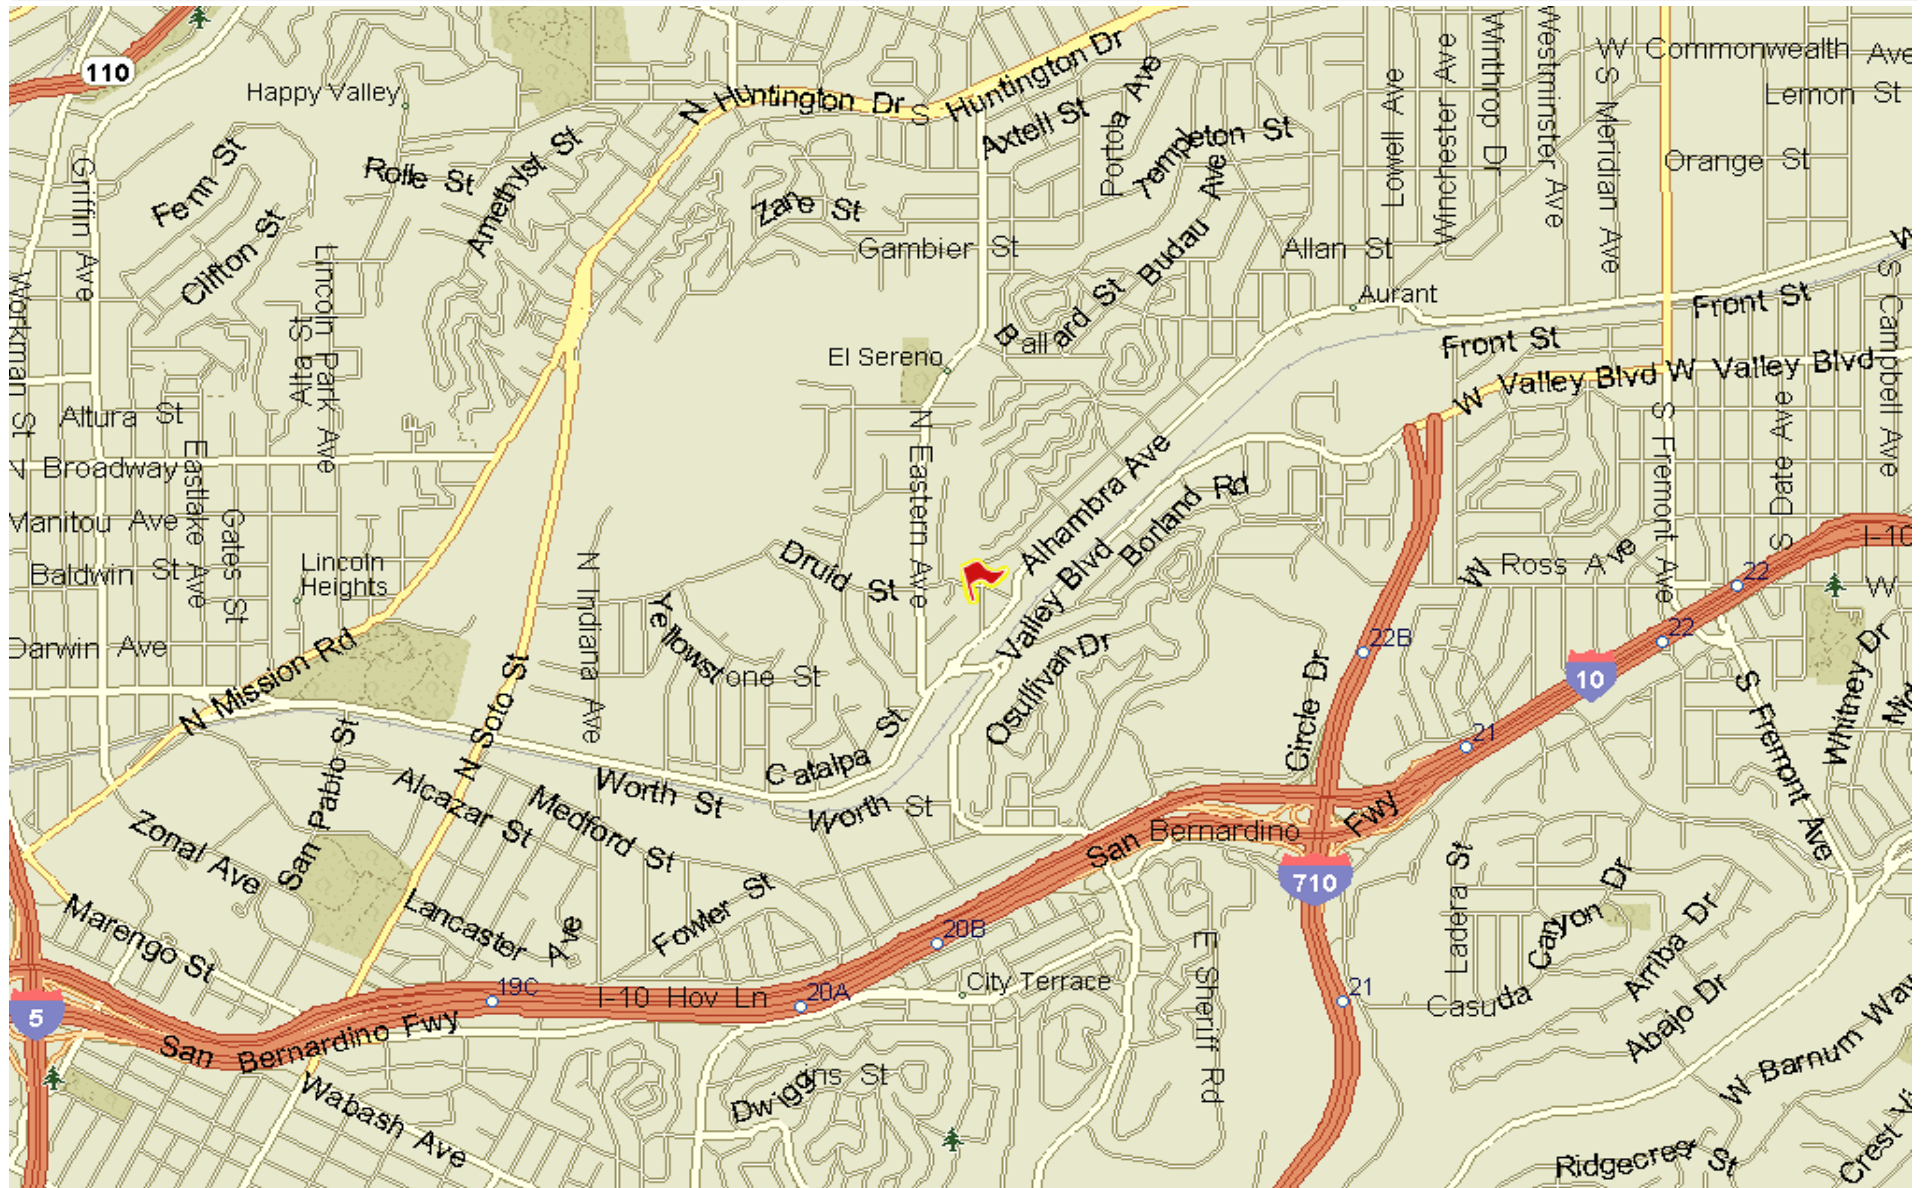 110
Happy Valley
N Huntington Dr
S Huntington Dr
W Commonwealth Ave
Lemon St
Orange St
Axtell St
Portola Ave
Templeton St
Lowell Ave
Winchester Ave
Winthrop Dr
Westminster Ave
S Meridian Ave
Griffin Ave
Fenn St
Rolle St
Amethyst St
Clifton St
Zane St
Gambier St
Budau Ave
Allan St
Workman St
Lincoln Park Ave
Alta St
Ballard St
Aurant
Front St
Front St
S Campbell Ave
El Sereno
W Valley Blvd
W Valley Blvd
Altura St
N Broadway
Eastlake Ave
Gates St
N Eastern Ave
Alhambra Ave
Borland Rd
S Fremont Ave
S Date Ave
Manitou Ave
Baldwin St
Lincoln
Heights
N Indiana Ave
Druid St
Valley Blvd
W Ross Ave
I-10
22
W
Darwin Ave
N Mission Rd
Yellowstone St
Osullivan Dr
Circle Dr
22B
22
10
Whitney Dr
N Soto St
San Pablo St
Catalpa St
21
S Fremont Ave
Alcazar St
Medford St
Worth St
Worth St
Zonal Ave
San Bernardino Fwy
710
Ladera St
Canyon Dr
Arriba Dr
Marengo St
Lancaster Ave
Fowler St
20B
E Sheriff Rd
19C
I-10 Hov Ln
20A
City Terrace
21
Casuda
Abajo Dr
5
San Bernardino Fwy
W Barnum Way
Wabash Ave
Dwiggins St
Ridgecrest St
Crest Vi